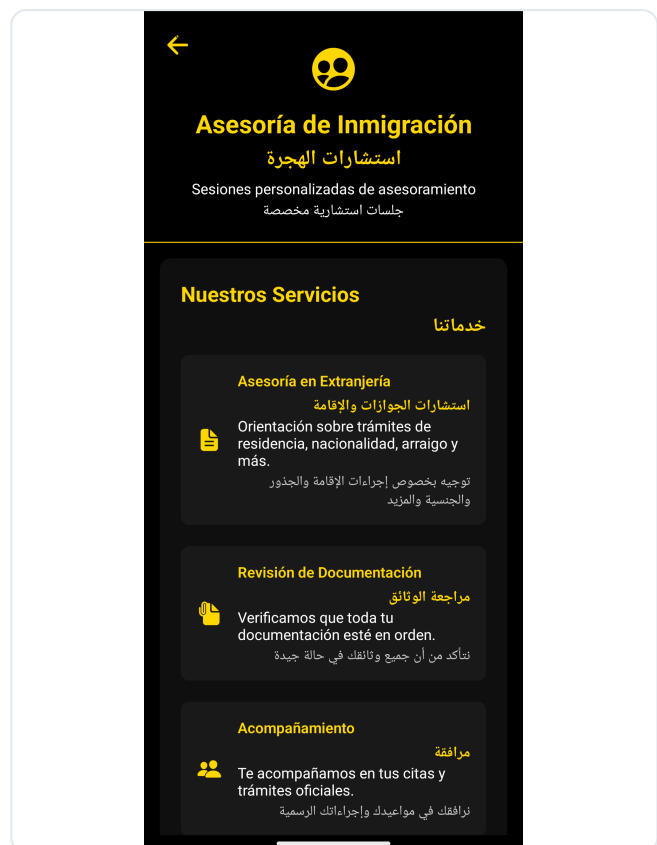 Asesoría de Inmigración
استشارات الهجرة
Sesiones personalizadas de asesoramiento
جلسات استشارية مخصصة
Nuestros Servicios
خدماتنا
Asesoría en Extranjería
استشارات الجوازات والإقامة
Orientación sobre trámites de
residencia, nacionalidad, arraigo y
más.
توجيه بخصوص إجراءات الإقامة والجذور
والجنسية والمزيد
Revisión de Documentación
مراجعة الوثائق
Verificamos que toda tu
documentación esté en orden.
نتأكد من أن جميع وثائقك في حالة جيدة
Acompañamiento
مرافقة
Te acompañamos en tus citas y
trámites oficiales.
نرافقك في مواعيدك وإجراءاتك الرسمية